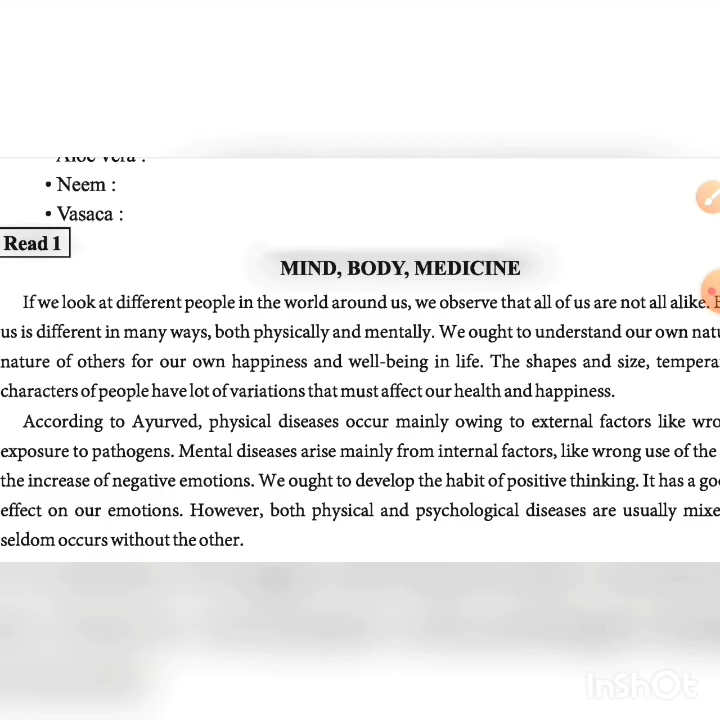 Aloe vera :
• Neem :
• Vasaca :
Read 1
MIND, BODY, MEDICINE
If we look at different people in the world around us, we observe that all of us are not all alike.
us is different in many ways, both physically and mentally. We ought to understand our own
nature of others for our own happiness and well-being in life. The shapes and size,
characters of people have lot of variations that must affect our health and happiness.
According to Ayurved, physical diseases occur mainly owing to external factors like
exposure to pathogens. Mental diseases arise mainly from internal factors, like wrong use of the
the increase of negative emotions. We ought to develop the habit of positive thinking. It has a
effect on our emotions. However, both physical and psychological diseases are usually
seldom occurs without the other.
InShOt